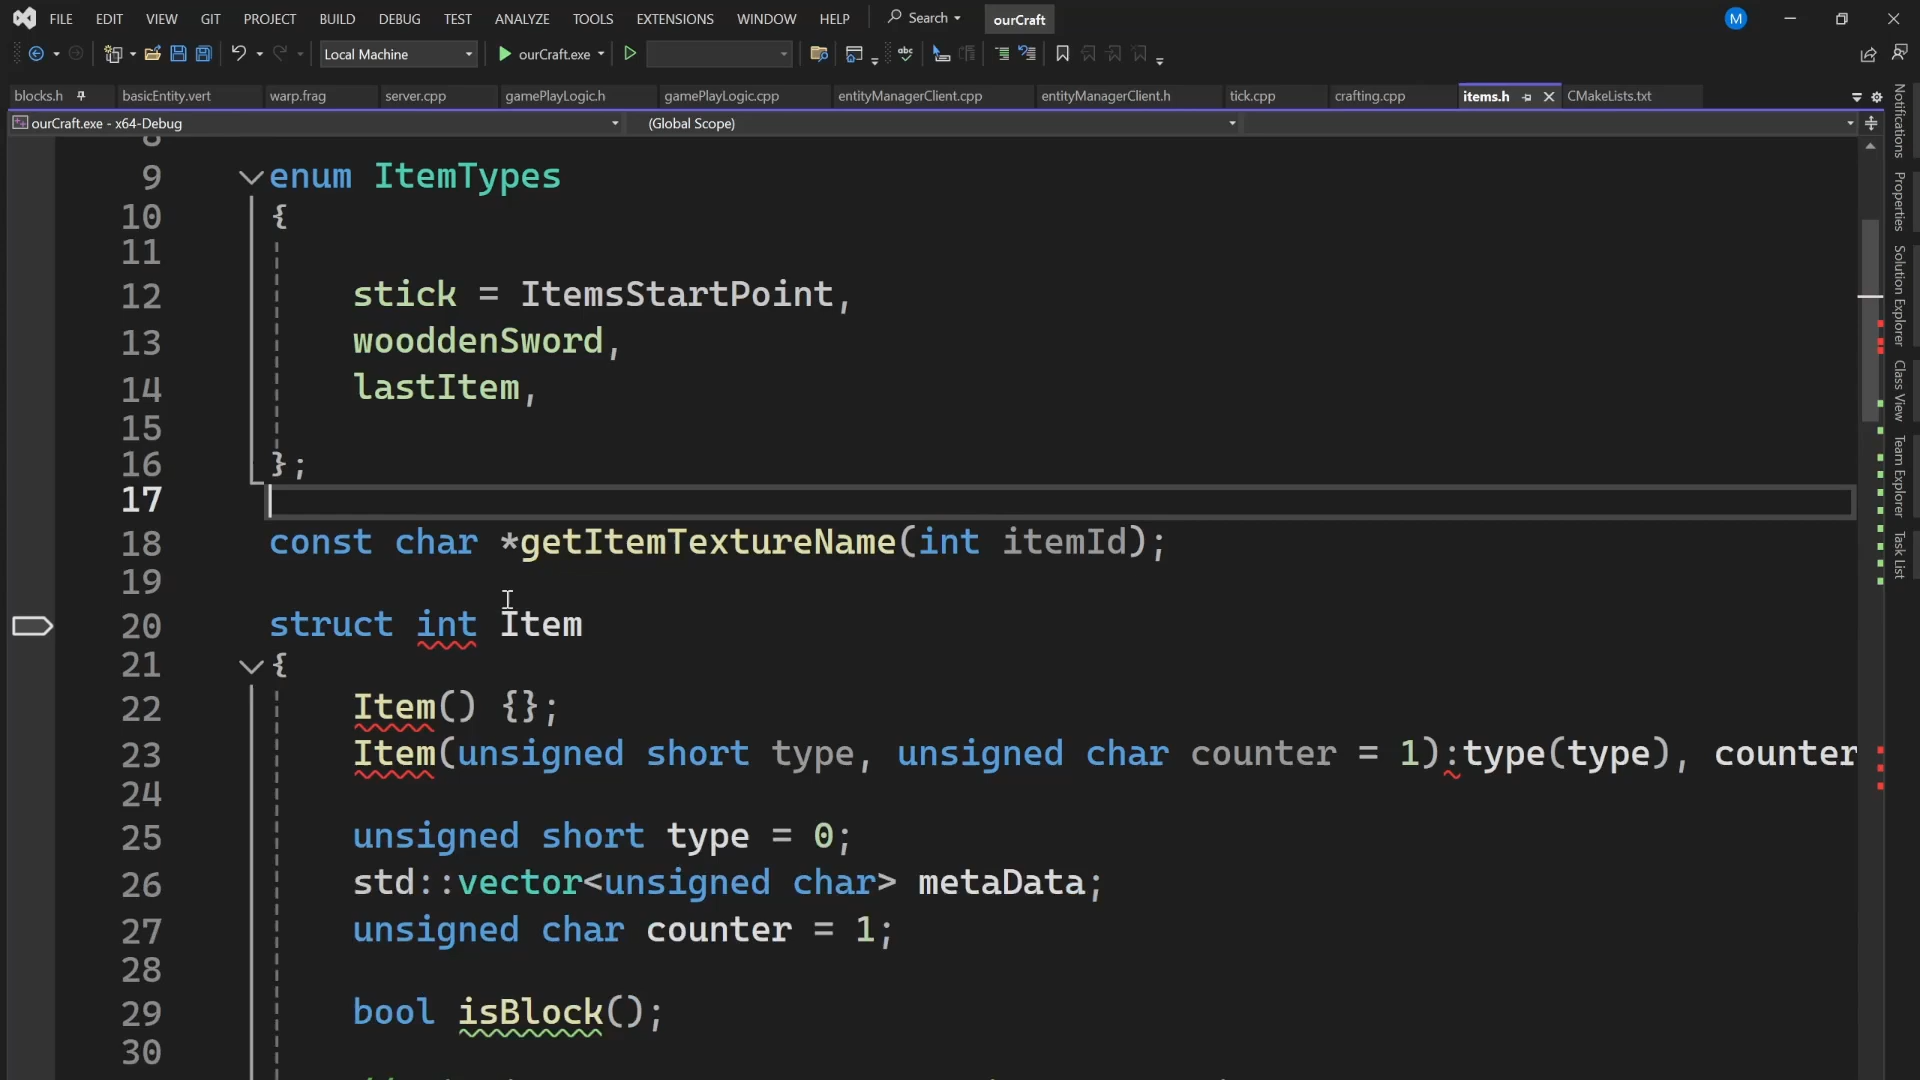 FILE EDIT VIEW GIT PROJECT BUILD DEBUG TEST ANALYZE TOOLS EXTENSIONS WINDOW HELP Search ourCraft M
Local Machine ourCraft.exe abc
blocks.h basicEntity.vert warp.frag server.cpp gamePlayLogic.h gamePlayLogic.cpp entityManagerClient.cpp entityManagerClient.h tick.cpp crafting.cpp items.h CMakeLists.txt
ourCraft.exe - x64-Debug (Global Scope)
8
9 enum ItemTypes
10 {
11
12 stick = ItemsStartPoint,
13 wooddenSword,
14 lastItem,
15
16 };
17
18 const char *getItemTextureName(int itemId);
19
20 struct int Item
21 {
22 Item() {};
23 Item(unsigned short type, unsigned char counter = 1):type(type), counter
24
25 unsigned short type = 0;
26 std::vector<unsigned char> metaData;
27 unsigned char counter = 1;
28
29 bool isBlock();
30
Notifications
Properties
Solution Explorer
Class View
Team Explorer
Task List